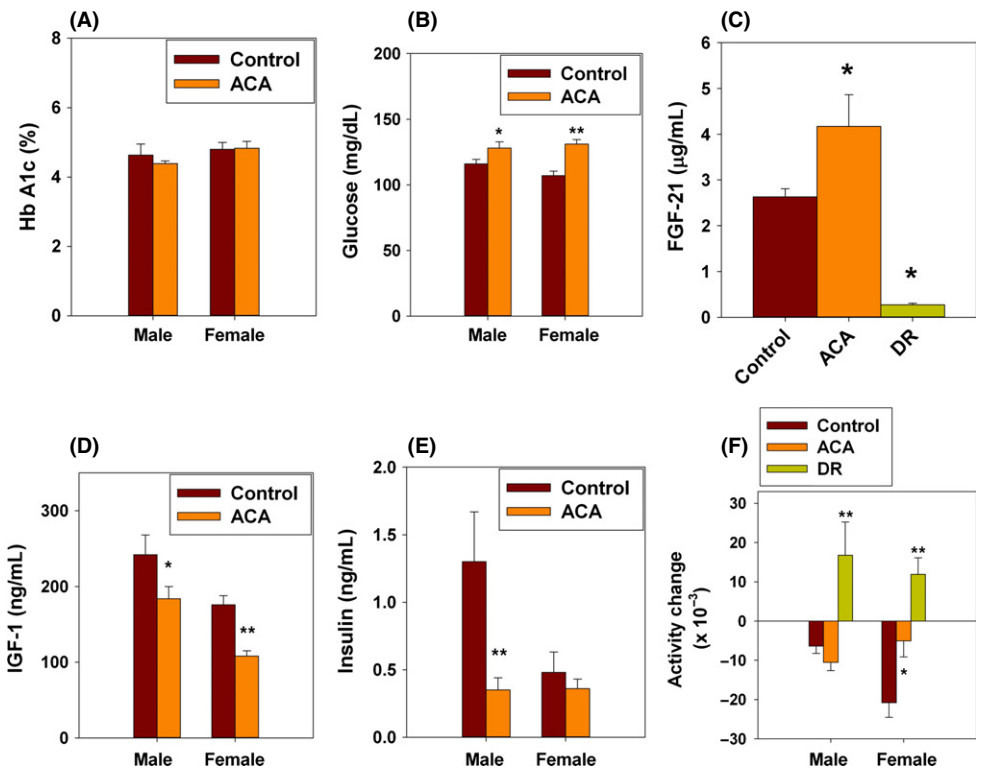 (A)
Hb A1c (%)
8
6
4
2
0
Control
ACA
Male Female
(B)
Glucose (mg/dL)
200
150
100
50
0
Control
ACA
* **
Male Female
(C)
FGF-21 (μg/mL)
6
5
4
3
2
1
0
*
*
Control ACA DR
(D)
IGF-1 (ng/mL)
300
200
100
0
Control
ACA
*
**
Male Female
(E)
Insulin (ng/mL)
2.0
1.5
1.0
0.5
0.0
Control
ACA
**
Male Female
(F)
Control
ACA
DR
Activity change
(x 10⁻³)
30
20
10
0
−10
−20
−30
**
**
*
Male Female